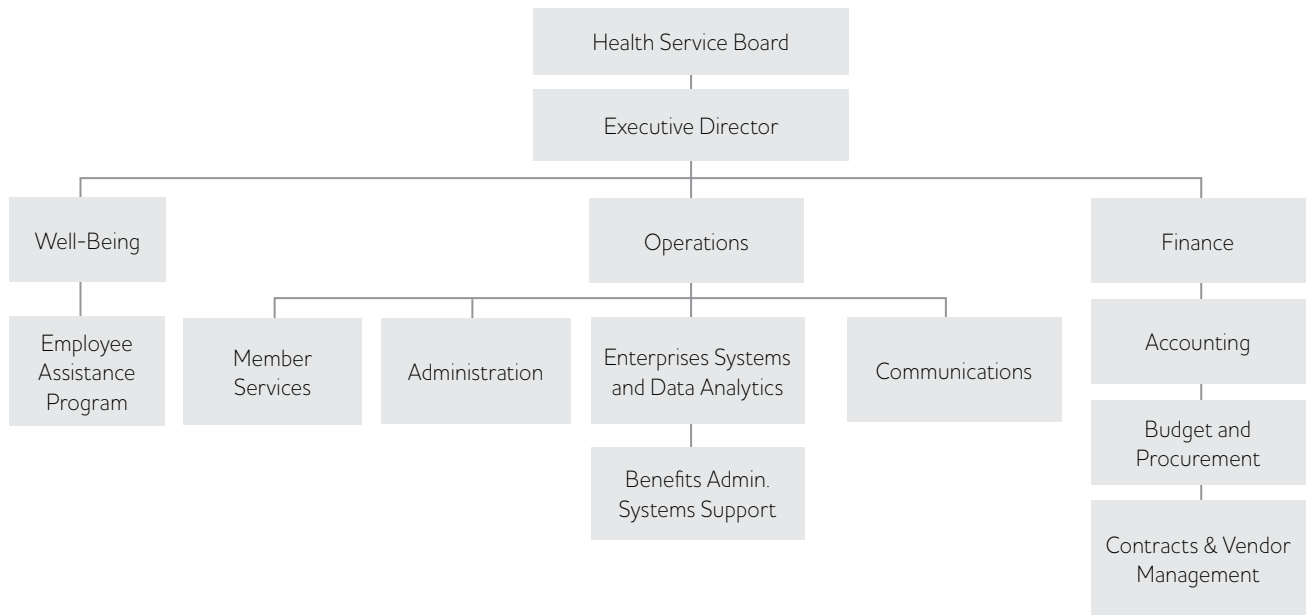 Health Service Board
Executive Director
Well-Being
Operations
Finance
Employee
Assistance
Program
Member
Services
Administration
Enterprises Systems
and Data Analytics
Communications
Accounting
Budget and
Procurement
Benefits Admin.
Systems Support
Contracts & Vendor
Management